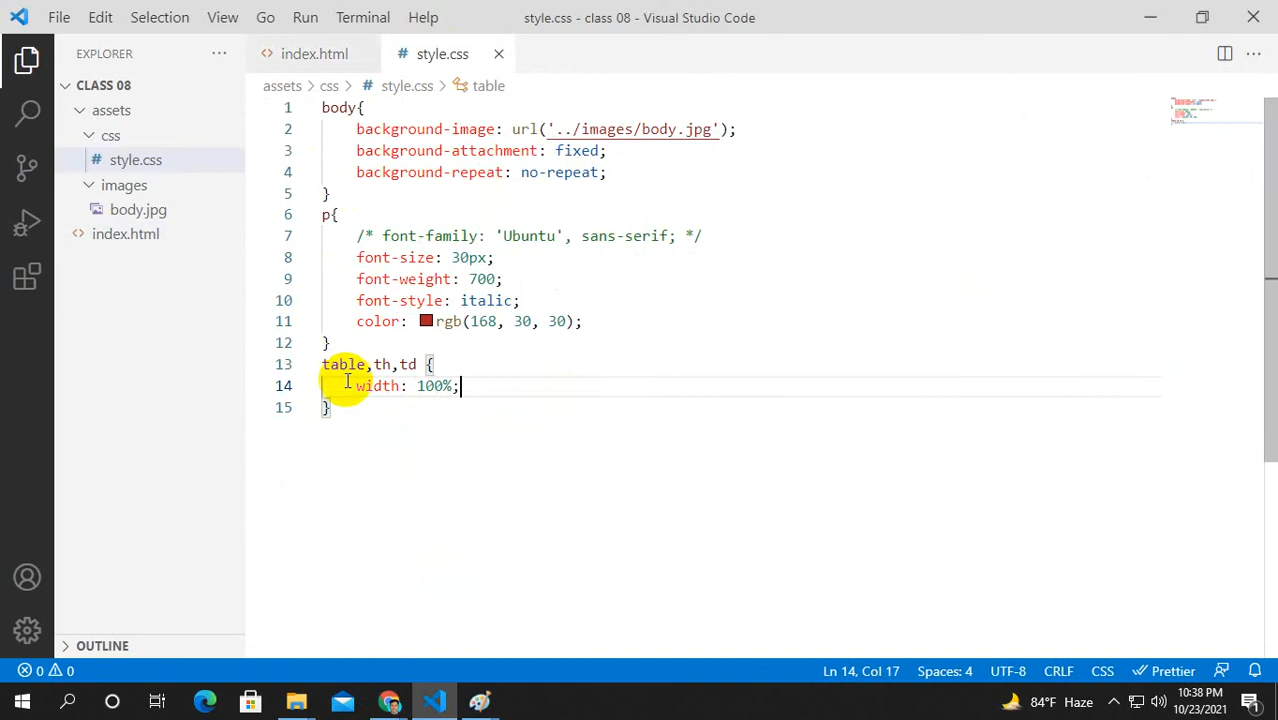 File Edit Selection View Go Run Terminal Help
style.css - class 08 - Visual Studio Code
EXPLORER
index.html
style.css
CLASS 08
assets > css > style.css > table
assets
css
style.css
images
body.jpg
index.html
1 body{
2 background-image: url('../images/body.jpg');
3 background-attachment: fixed;
4 background-repeat: no-repeat;
5 }
6 p{
7 /* font-family: 'Ubuntu', sans-serif; */
8 font-size: 30px;
9 font-weight: 700;
10 font-style: italic;
11 color: rgb(168, 30, 30);
12 }
13 table,th,td {
14 width: 100%;
15 }
OUTLINE
0 0
Ln 14, Col 17 Spaces: 4 UTF-8 CRLF CSS Prettier
84°F Haze
10:38 PM
10/23/2021
1